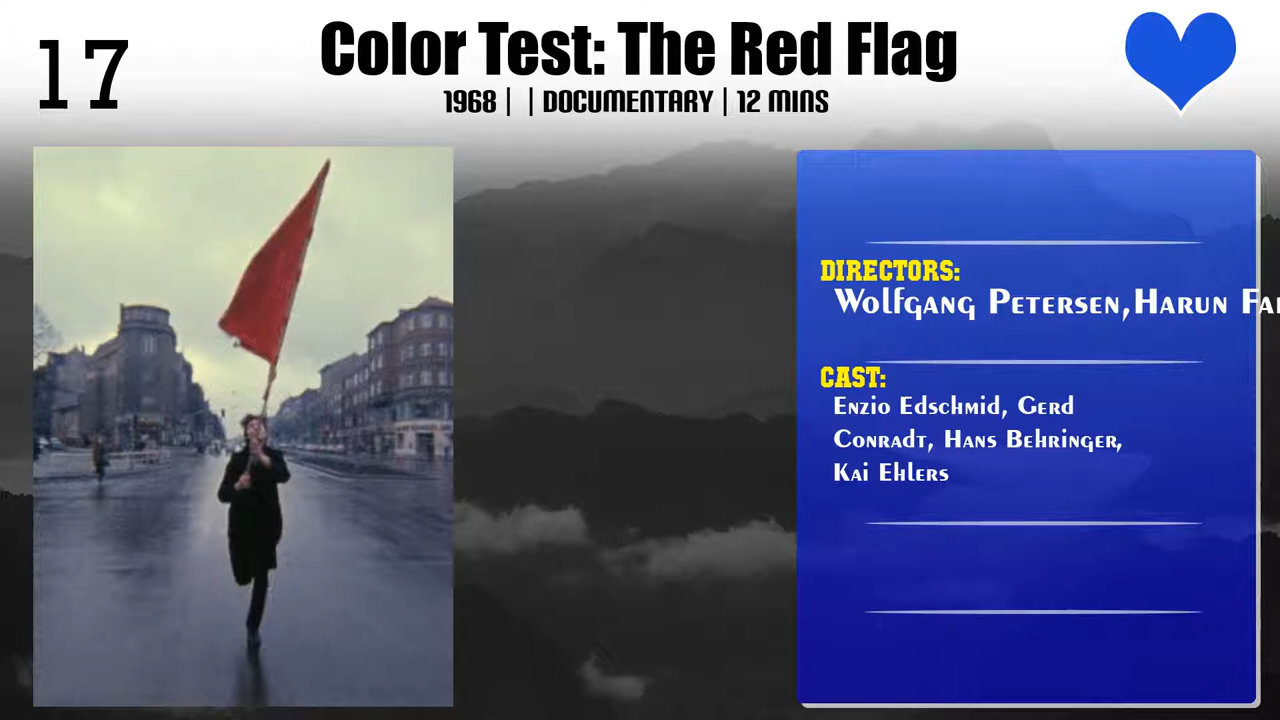 17
Color Test: The Red Flag
1968 | | DOCUMENTARY | 12 MINS
DIRECTORS:
Wolfgang Petersen,Harun
CAST:
Enzio Edschmid, Gerd
Conradt, Hans Behringer,
Kai Ehlers